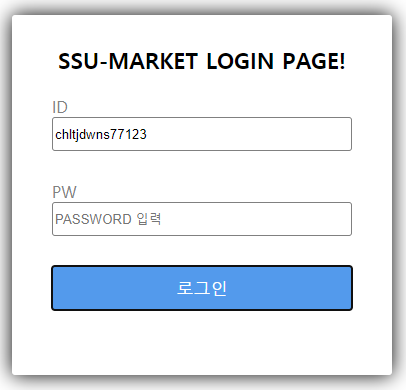 SSU-MARKET LOGIN PAGE!
ID
chltjdwns77123
PW
PASSWORD 입력
로그인